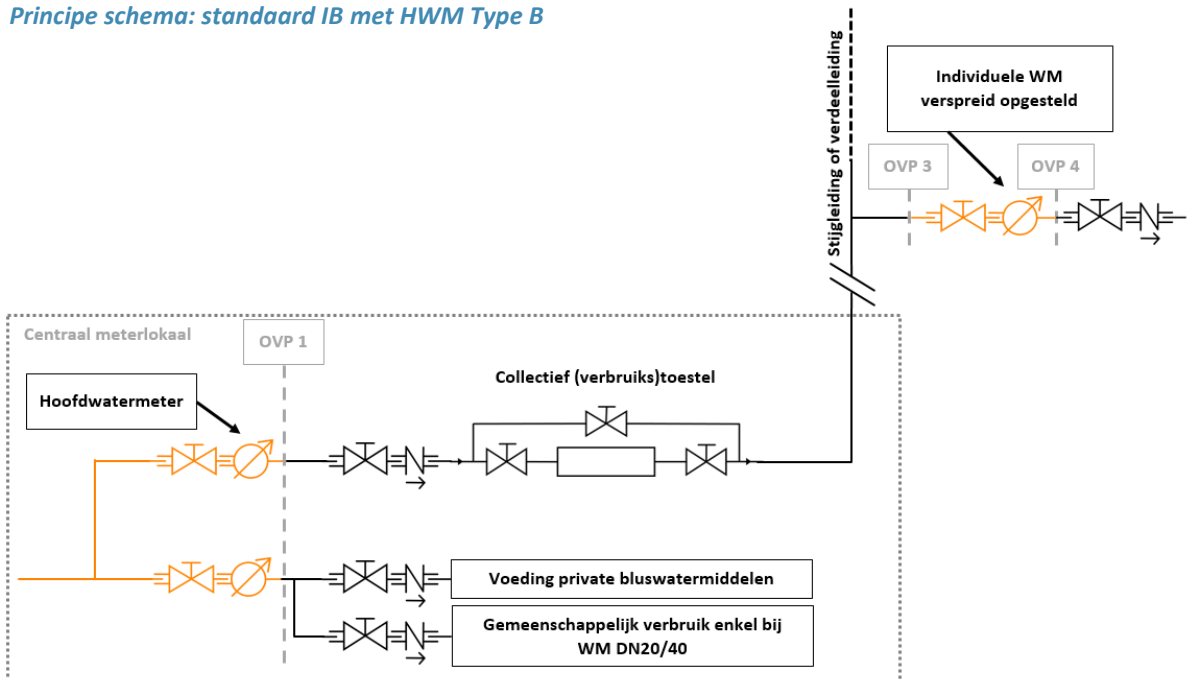 Principe schema: standaard IB met HWM Type B
Stijgleiding of verdeelleiding
Individuele WM
verspreid opgesteld
OVP 3
OVP 4
Centraal meterlokaal
OVP 1
Hoofdwatermeter
Collectief (verbruiks)toestel
Voeding private bluswatermiddelen
Gemeenschappelijk verbruik enkel bij
WM DN20/40